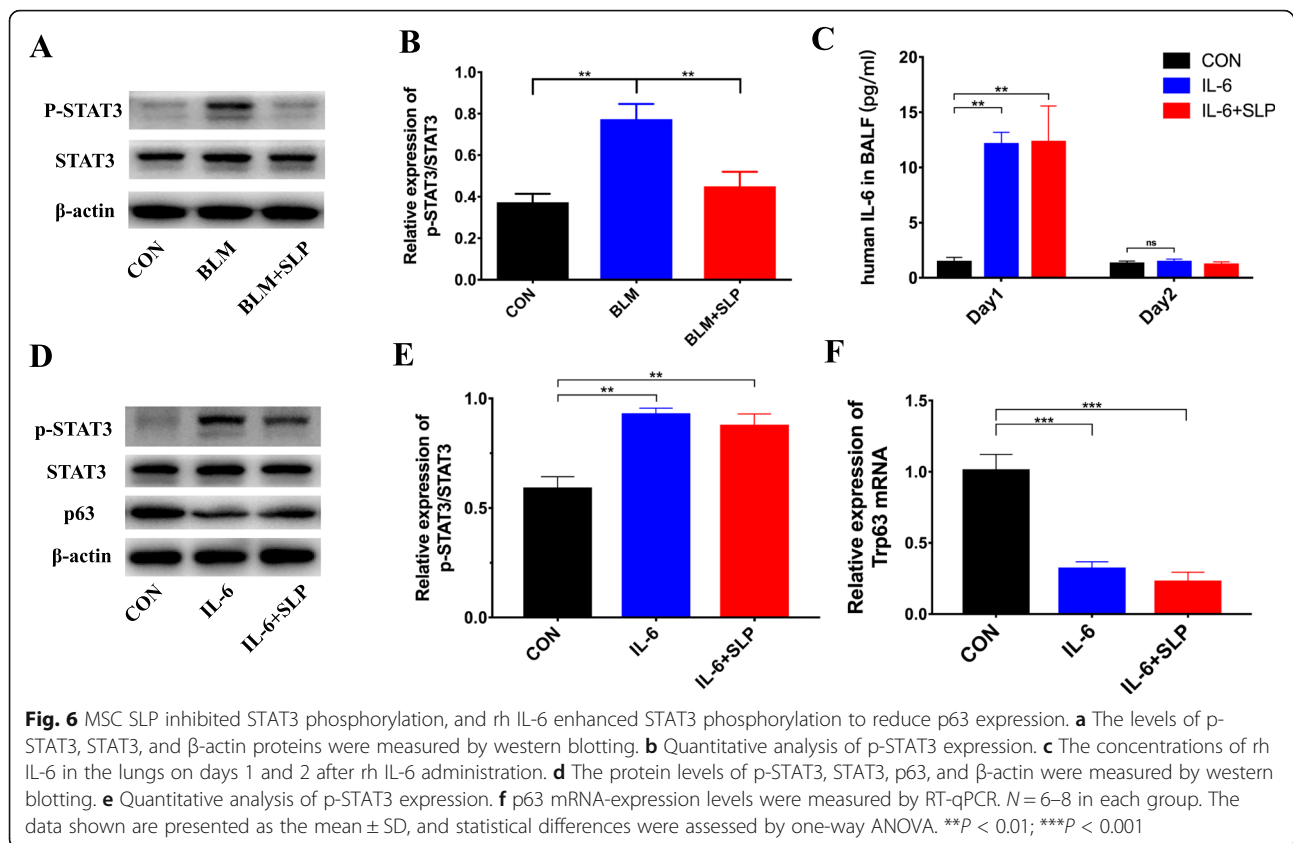 A
P-STAT3
STAT3
β-actin
CON
BLM
BLM+SLP
B
Relative expression of
p-STAT3/STAT3
1.0
0.8
0.6
0.4
0.2
0.0
**
**
CON
BLM
BLM+SLP
C
human IL-6 in BALF (pg/ml)
20
15
10
5
0
**
**
ns
Day1
Day2
CON
IL-6
IL-6+SLP
D
p-STAT3
STAT3
p63
β-actin
CON
IL-6
IL-6+SLP
E
Relative expression of
p-STAT3/STAT3
1.0
0.5
0.0
**
**
CON
IL-6
IL-6+SLP
F
Relative expression of
Trp63 mRNA
1.5
1.0
0.5
0.0
***
***
CON
IL-6
IL-6+SLP
Fig. 6 MSC SLP inhibited STAT3 phosphorylation, and rh IL-6 enhanced STAT3 phosphorylation to reduce p63 expression. a The levels of p-
STAT3, STAT3, and β-actin proteins were measured by western blotting. b Quantitative analysis of p-STAT3 expression. c The concentrations of rh
IL-6 in the lungs on days 1 and 2 after rh IL-6 administration. d The protein levels of p-STAT3, STAT3, p63, and β-actin were measured by western
blotting. e Quantitative analysis of p-STAT3 expression. f p63 mRNA-expression levels were measured by RT-qPCR. N = 6–8 in each group. The
data shown are presented as the mean ± SD, and statistical differences were assessed by one-way ANOVA. **P < 0.01; ***P < 0.001